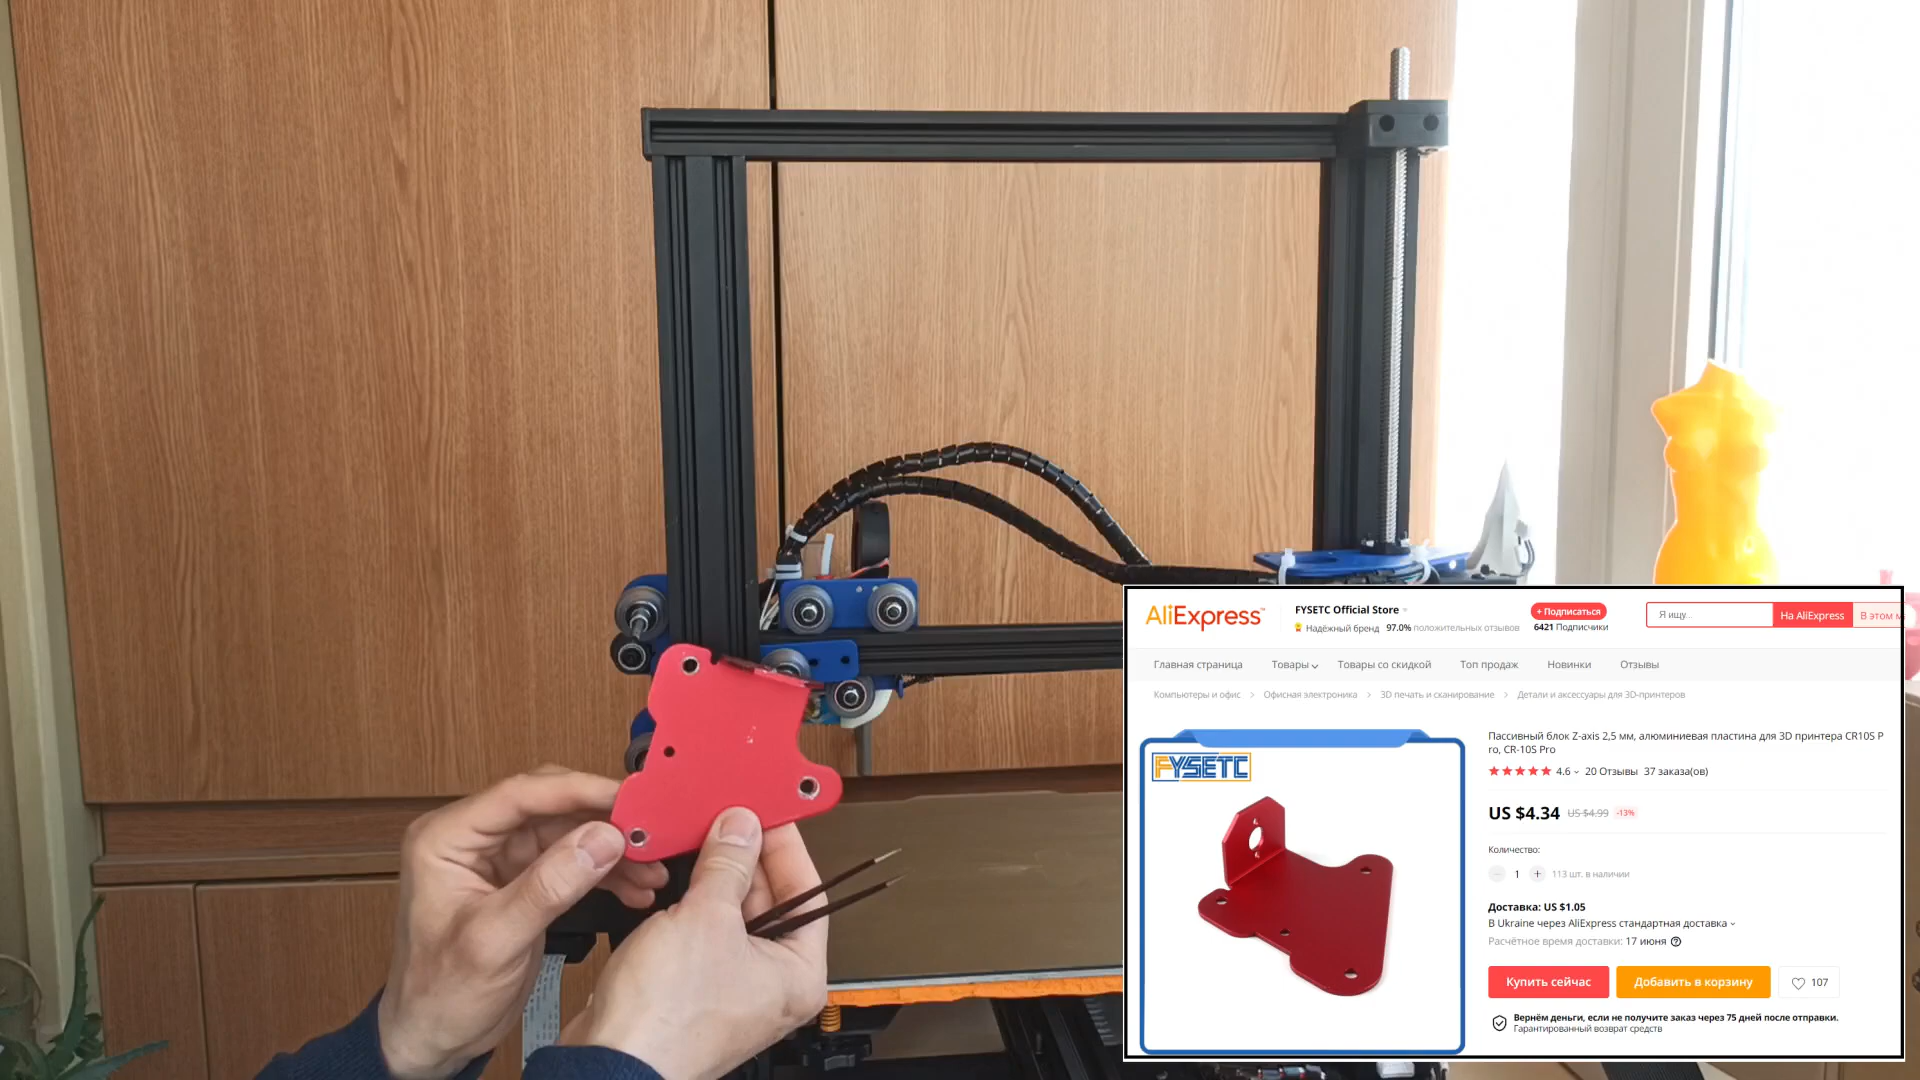 AliExpress™
FYSETC Official Store
Надёжный бренд 97.0% положительных отзывов
+ Подписаться
6421 Подписчики
Я ищу...
На AliExpress
В этом м
Главная страница Товары Товары со скидкой Топ продаж Новинки Отзывы
Компьютеры и офис > Офисная электроника > 3D печать и сканирование > Детали и аксессуары для 3D-принтеров
FYSETC
Пассивный блок Z-axis 2,5 мм, алюминиевая пластина для 3D принтера CR10S P
ro, CR-10S Pro
4.6 20 Отзывы 37 заказа(ов)
US $4.34 US $4.99 -13%
Количество:
− 1 + 113 шт. в наличии
Доставка: US $1.05
В Ukraine через AliExpress стандартная доставка
Расчётное время доставки: 17 июня
Купить сейчас
Добавить в корзину
107
Вернём деньги, если не получите заказ через 75 дней после отправки.
Гарантированный возврат средств